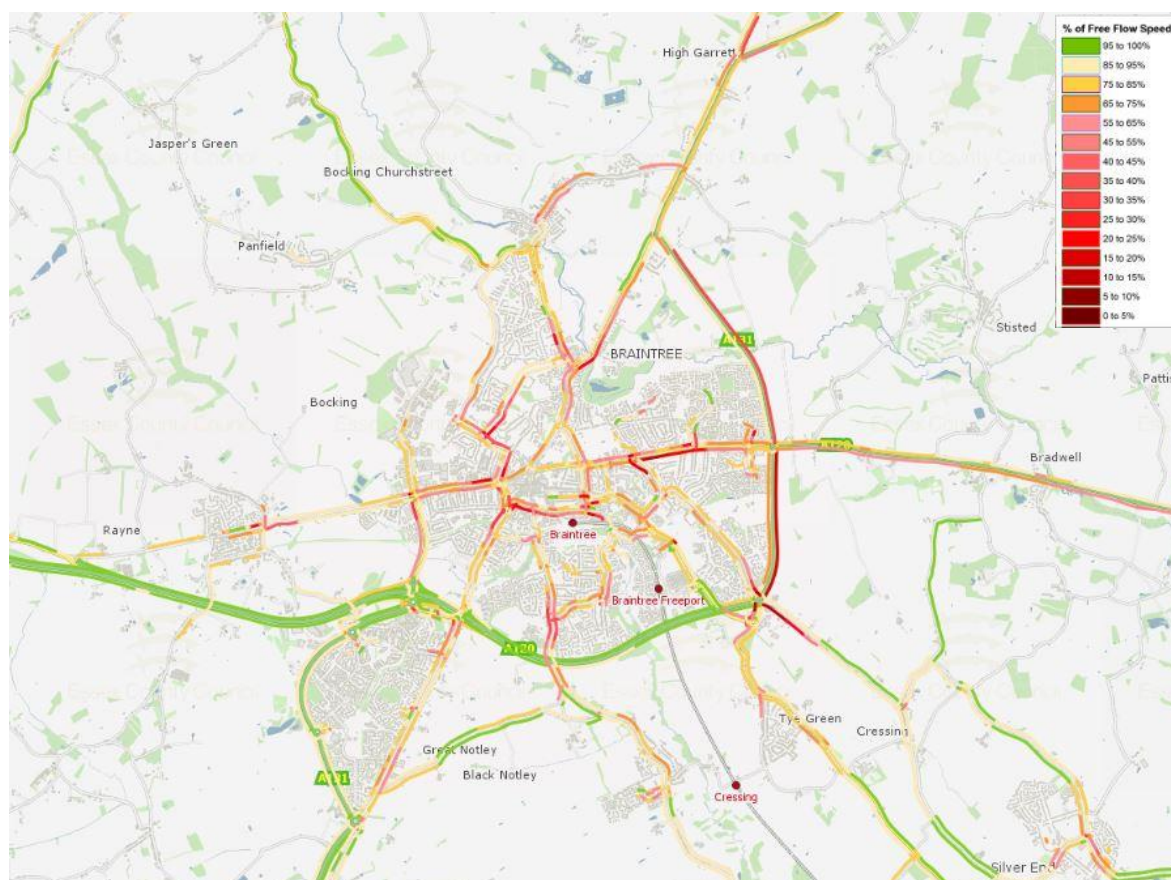 % of Free Flow Speed
95 to 100%
85 to 95%
75 to 85%
65 to 75%
55 to 65%
45 to 55%
40 to 45%
35 to 40%
30 to 35%
25 to 30%
20 to 25%
15 to 20%
10 to 15%
5 to 10%
0 to 5%
High Garrett
Jasper's Green
Bocking Churchstreet
Panfield
Stisted
A131
BRAINTREE
Bocking
A120
Bradwell
Rayne
Braintree
Braintree Freeport
A120
Tye Green
Cressing
Great Notley
A131
Black Notley
Cressing
Silver End